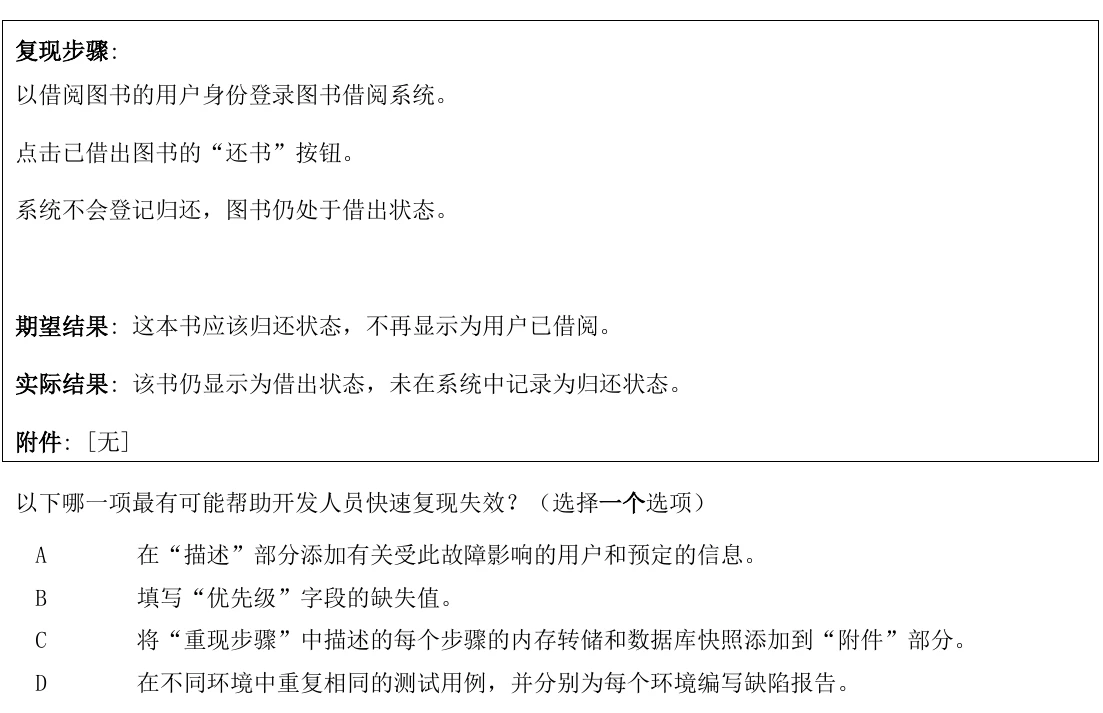 复现步骤:
以借阅图书的用户身份登录图书借阅系统。
点击已借出图书的“还书”按钮。
系统不会登记归还，图书仍处于借出状态。
期望结果: 这本书应该归还状态，不再显示为用户已借阅。
实际结果: 该书仍显示为借出状态，未在系统中记录为归还状态。
附件: [无]
以下哪一项最有可能帮助开发人员快速复现失效？（选择一个选项）
A 在“描述”部分添加有关受此故障影响的用户和预定的信息。
B 填写“优先级”字段的缺失值。
C 将“重现步骤”中描述的每个步骤的内存转储和数据库快照添加到“附件”部分。
D 在不同环境中重复相同的测试用例，并分别为每个环境编写缺陷报告。